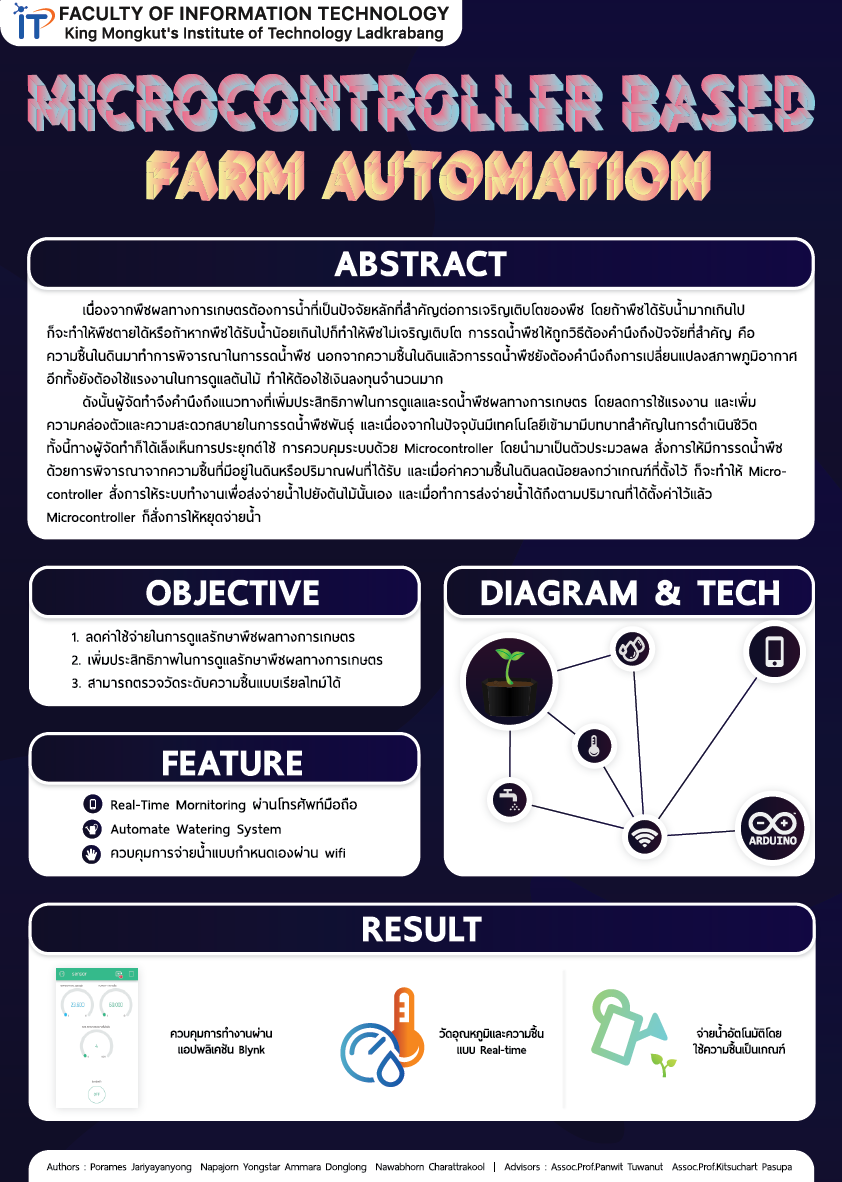 iT FACULTY OF INFORMATION TECHNOLOGY
King Mongkut's Institute of Technology Ladkrabang
MICROCONTROLLER BASED
FARM AUTOMATION
ABSTRACT
เนื่องจากพืชผลทางการเกษตรต้องการน้ำที่เป็นปัจจัยหลักที่สำคัญต่อการเจริญเติบโตของพืช โดยถ้าพืชได้รับน้ำมากเกินไป
ก็จะทำให้พืชตายได้หรือถ้าหากพืชได้รับน้ำน้อยเกินไปก็ทำให้พืชไม่เจริญเติบโต การรดน้ำพืชให้ถูกวิธีต้องคำนึงถึงปัจจัยที่สำคัญ คือ
ความชื้นในดินมาทำการพิจารณาในการรดน้ำพืช นอกจากความชื้นในดินแล้วการรดน้ำพืชยังต้องคำนึงถึงการเปลี่ยนแปลงสภาพภูมิอากาศ
อีกทั้งยังต้องใช้แรงงานในการดูแลต้นไม้ ทำให้ต้องใช้เงินลงทุนจำนวนมาก
ดังนั้นผู้จัดทำจึงคำนึงถึงแนวทางที่เพิ่มประสิทธิภาพในการดูแลและรดน้ำพืชผลทางการเกษตร โดยลดการใช้แรงงาน และเพิ่ม
ความคล่องตัวและความสะดวกสบายในการรดน้ำพืชพันธุ์ และเนื่องจากในปัจจุบันมีเทคโนโลยีเข้ามามีบทบาทสำคัญในการดำเนินชีวิต
ทั้งนี้ทางผู้จัดทำก็ได้เล็งเห็นการประยุกต์ใช้ การควบคุมระบบด้วย Microcontroller โดยนำมาเป็นตัวประมวลผล สั่งการให้มีการรดน้ำพืช
ด้วยการพิจารณาจากความชื้นที่มีอยู่ในดินหรือปริมาณฝนที่ได้รับ และเมื่อค่าความชื้นในดินลดน้อยลงกว่าเกณฑ์ที่ตั้งไว้ ก็จะทำให้ Micro-
controller สั่งการให้ระบบทำงานเพื่อส่งจ่ายน้ำไปยังต้นไม้นั้นเอง และเมื่อทำการส่งจ่ายน้ำได้ถึงตามปริมาณที่ได้ตั้งค่าไว้แล้ว
Microcontroller ก็สั่งการให้หยุดจ่ายน้ำ
OBJECTIVE
1. ลดค่าใช้จ่ายในการดูแลรักษาพืชผลทางการเกษตร
2. เพิ่มประสิทธิภาพในการดูแลรักษาพืชผลทางการเกษตร
3. สามารถตรวจวัดระดับความชื้นแบบเรียลไทม์ได้
FEATURE
Real-Time Mornitoring ผ่านโทรศัพท์มือถือ
Automate Watering System
ควบคุมการจ่ายน้ำแบบกำหนดเองผ่าน wifi
DIAGRAM & TECH
ARDUINO
RESULT
ควบคุมการทำงานผ่าน
แอปพลิเคชัน Blynk
วัดอุณหภูมิและความชื้น
แบบ Real-time
จ่ายน้ำอัตโนมัติโดย
ใช้ความชื้นเป็นเกณฑ์
Authors : Porames Jariyayanyong Napajorn Yongstar Ammara Donglong Nawabhorn Charattrakool | Advisors : Assoc.Prof.Panwit Tuwanut Assoc.Prof.Kitsuchart Pasupa